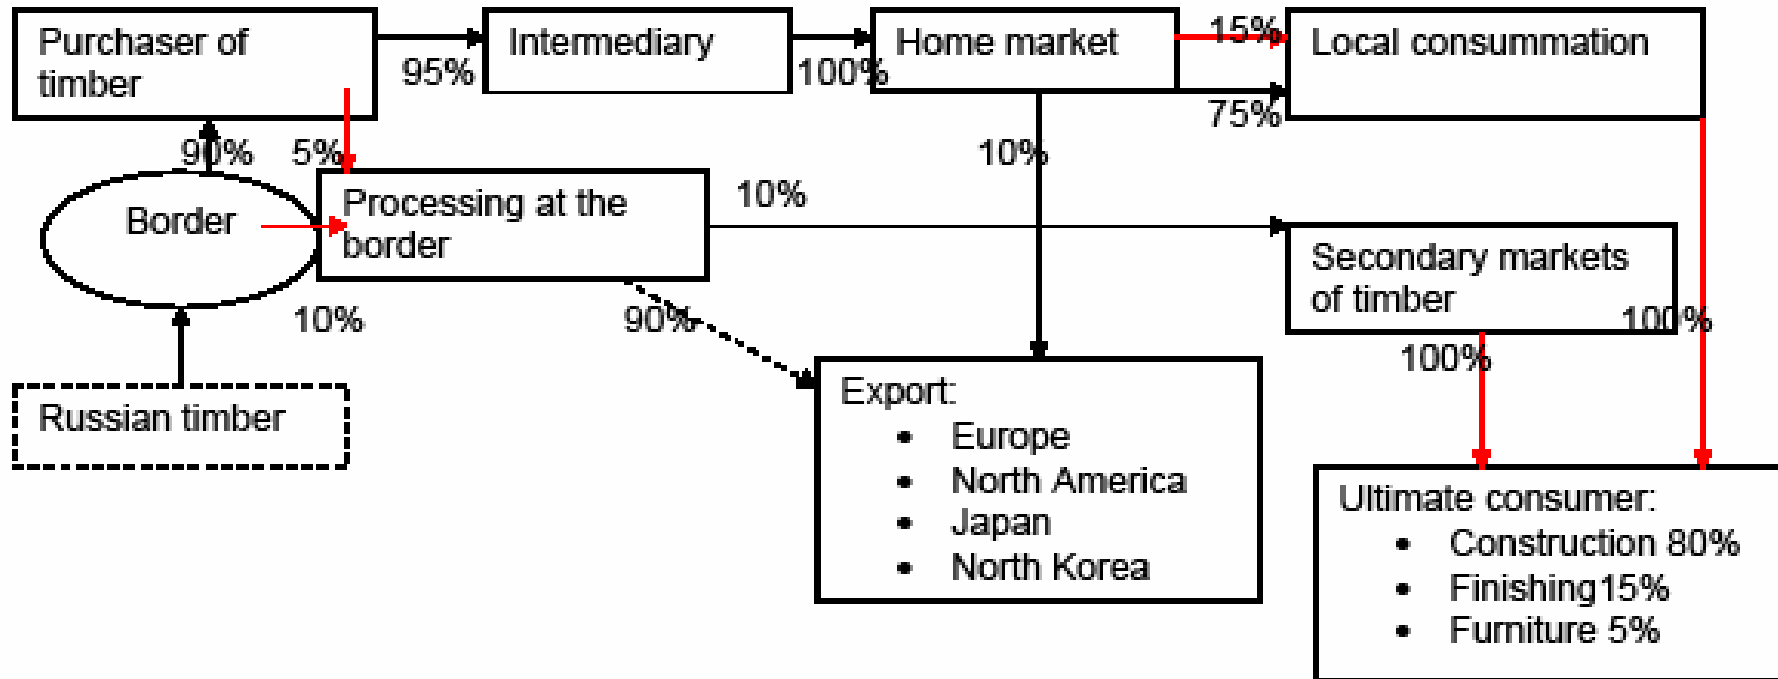 Purchaser of
timber
95%
Intermediary
100%
Home market
15%
75%
Local consummation
90%
5%
10%
Border
Processing at the
border
10%
Secondary markets
of timber
10%
90%
100%
100%
Russian timber
Export:
• Europe
• North America
• Japan
• North Korea
Ultimate consumer:
• Construction 80%
• Finishing15%
• Furniture 5%